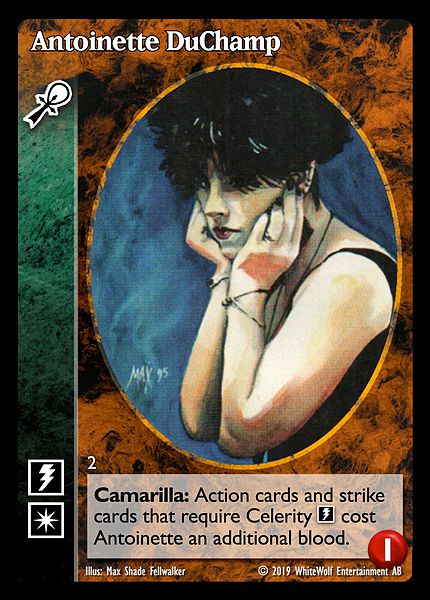 Antoinette DuChamp
MAX 95
2
Camarilla: Action cards and strike
cards that require Celerity cost
Antoinette an additional blood.
1
Illus: Max Shade Fellwalker
© 2019 WhiteWolf Entertainment AB